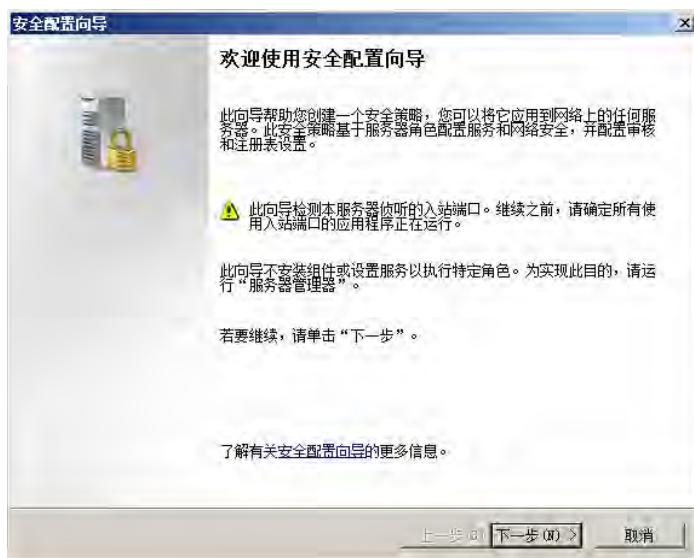 安全配置向导
欢迎使用安全配置向导
此向导帮助您创建一个安全策略，您可以将它应用到网络上的任何服
务器。此安全策略基于服务器角色配置服务和网络安全，并配置审核
和注册表设置。
此向导检测本服务器侦听的入站端口。继续之前，请确定所有使
用入站端口的应用程序正在运行。
此向导不安装组件或设置服务以执行特定角色。为实现此目的，请运
行“服务器管理器”。
若要继续，请单击“下一步”。
了解有关安全配置向导的更多信息。
上一步(B) 下一步(N) > 取消